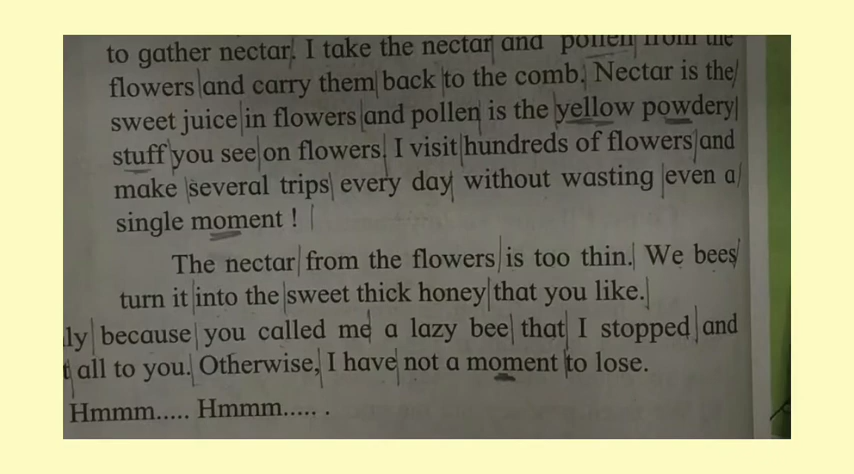 to gather nectar. I take the nectar and pollen from the
flowers and carry them back to the comb. Nectar is the
sweet juice in flowers and pollen is the yellow powdery
stuff you see on flowers. I visit hundreds of flowers and
make several trips every day without wasting even a
single moment !
The nectar from the flowers is too thin. We bees
turn it into the sweet thick honey that you like.
ly because you called me a lazy bee that I stopped and
t all to you. Otherwise, I have not a moment to lose.
Hmmm..... Hmmm..... .